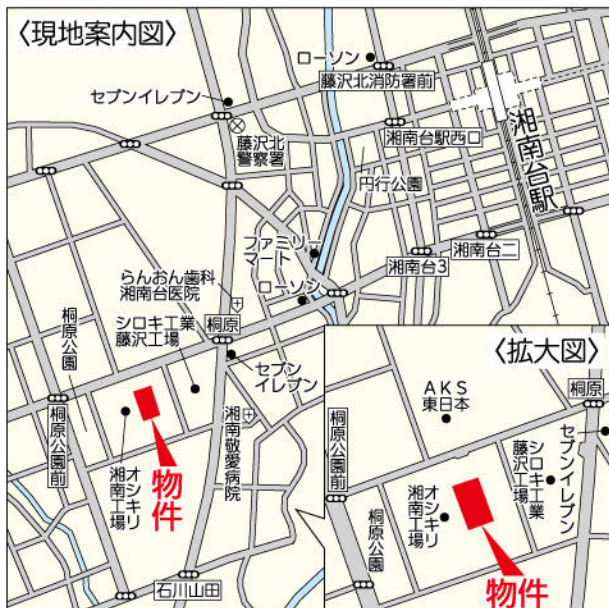 〈現地案内図〉
ローソン
藤沢北消防署前
セブンイレブン
藤沢北
警察署
湘南台駅西口
湘南台駅
円行公園
ファミリー
マート
湘南台二
湘南台3
らんおん歯科
湘南台医院
ローソン
桐原
シロキ工業
藤沢工場
桐原公園
セブン
イレブン
桐原公園前
オシキリ
湘南工場
物件
湘南敬愛病院
石川山田
〈拡大図〉
AKS
東日本
桐原
桐原公園前
セブンイレブン
シロキ工業
藤沢工場
オシキリ
湘南工場
桐原公園
物件